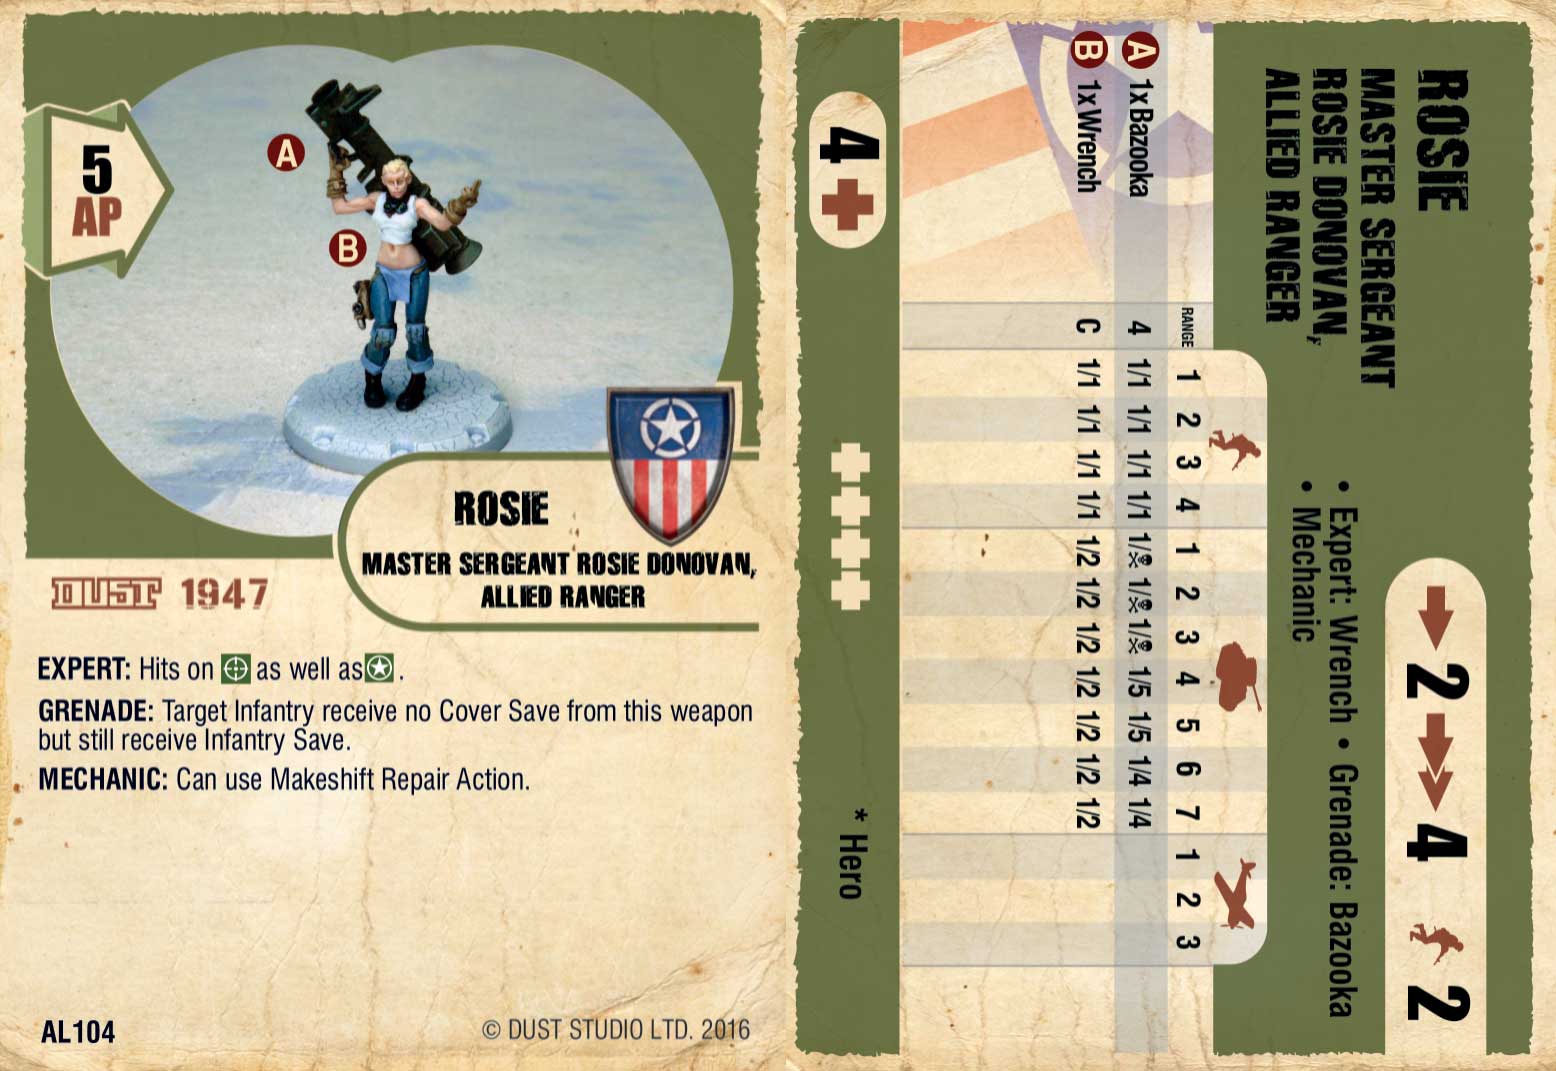 5
AP
A
B
ROSIE
MASTER SERGEANT ROSIE DONOVAN,
ALLIED RANGER
DUST 1947
EXPERT: Hits on as well as .
GRENADE: Target Infantry receive no Cover Save from this weapon
but still receive Infantry Save.
MECHANIC: Can use Makeshift Repair Action.
AL104
© DUST STUDIO LTD. 2016
ROSIE
MASTER SERGEANT
ROSIE DONOVAN,
ALLIED RANGER
2 4 2
• Expert: Wrench • Grenade: Bazooka
• Mechanic
RANGE 1 2 3 4 1 2 3 4 5 6 7 1 2 3
A 1x Bazooka 4 1/1 1/1 1/1 1/1 1/ 1/ 1/ 1/5 1/5 1/4 1/4
B 1x Wrench C 1/1 1/1 1/1 1/1 1/2 1/2 1/2 1/2 1/2 1/2 1/2
4
* Hero